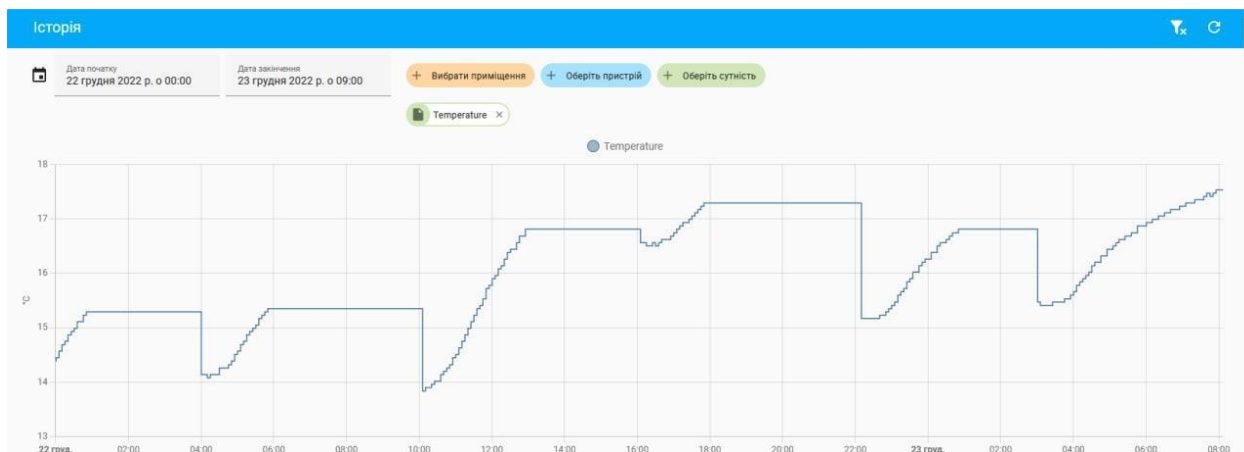 Історія
Дата початку
22 грудня 2022 р. о 00:00
Дата закінчення
23 грудня 2022 р. о 09:00
+ Вибрати приміщення
+ Оберіть пристрій
+ Оберіть сутність
Temperature ×
Temperature
18
17
16
°C
15
14
13
22 груд. 02:00 04:00 06:00 08:00 10:00 12:00 14:00 16:00 18:00 20:00 22:00 23 груд. 02:00 04:00 06:00 08:00